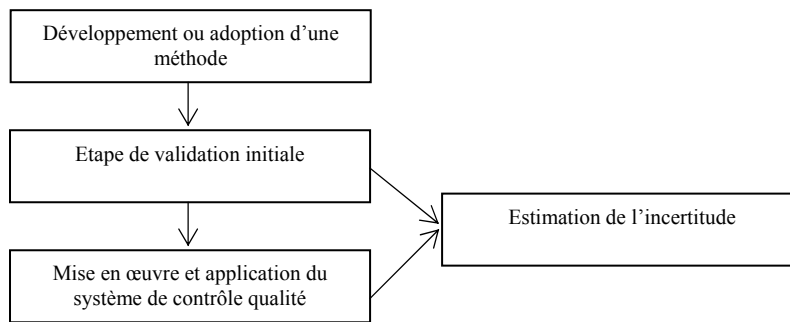 Développement ou adoption d’une
méthode
Etape de validation initiale
Estimation de l’incertitude
Mise en œuvre et application du
système de contrôle qualité